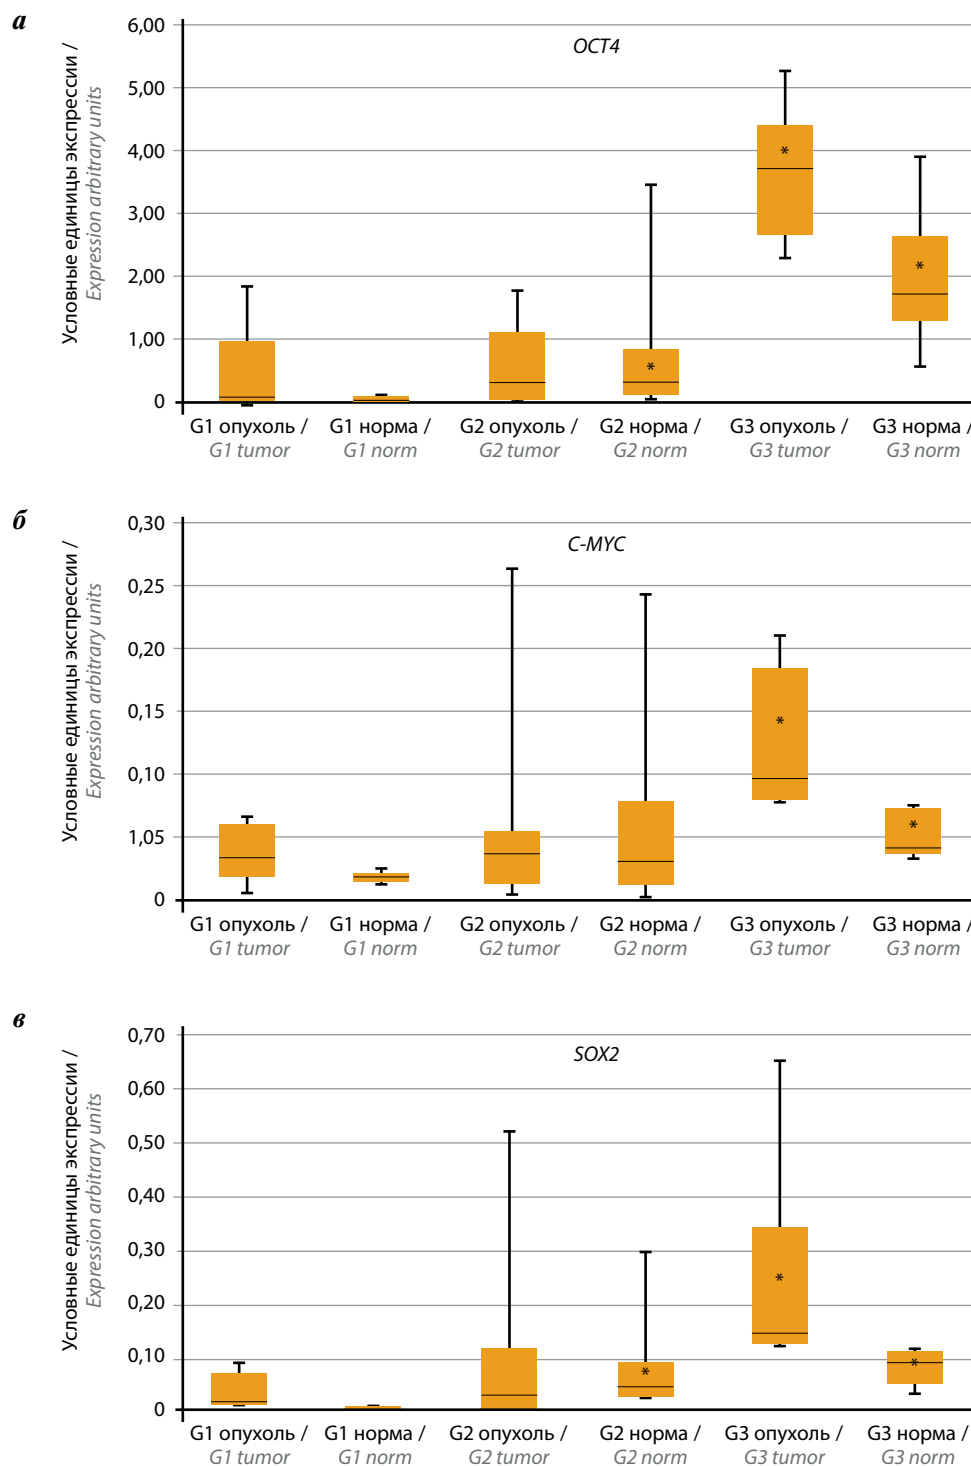 а
Условные единицы экспрессии /
Expression arbitrary units
OCT4
6,00
5,00
4,00
3,00
2,00
1,00
0
*
*
*
G1 опухоль /
G1 tumor
G1 норма /
G1 norm
G2 опухоль /
G2 tumor
G2 норма /
G2 norm
G3 опухоль /
G3 tumor
G3 норма /
G3 norm
б
Условные единицы экспрессии /
Expression arbitrary units
C-MYC
0,30
0,25
0,20
0,15
0,10
1,05
0
*
*
G1 опухоль /
G1 tumor
G1 норма /
G1 norm
G2 опухоль /
G2 tumor
G2 норма /
G2 norm
G3 опухоль /
G3 tumor
G3 норма /
G3 norm
в
Условные единицы экспрессии /
Expression arbitrary units
SOX2
0,70
0,60
0,50
0,40
0,30
0,20
0,10
0
*
*
*
G1 опухоль /
G1 tumor
G1 норма /
G1 norm
G2 опухоль /
G2 tumor
G2 норма /
G2 norm
G3 опухоль /
G3 tumor
G3 норма /
G3 norm